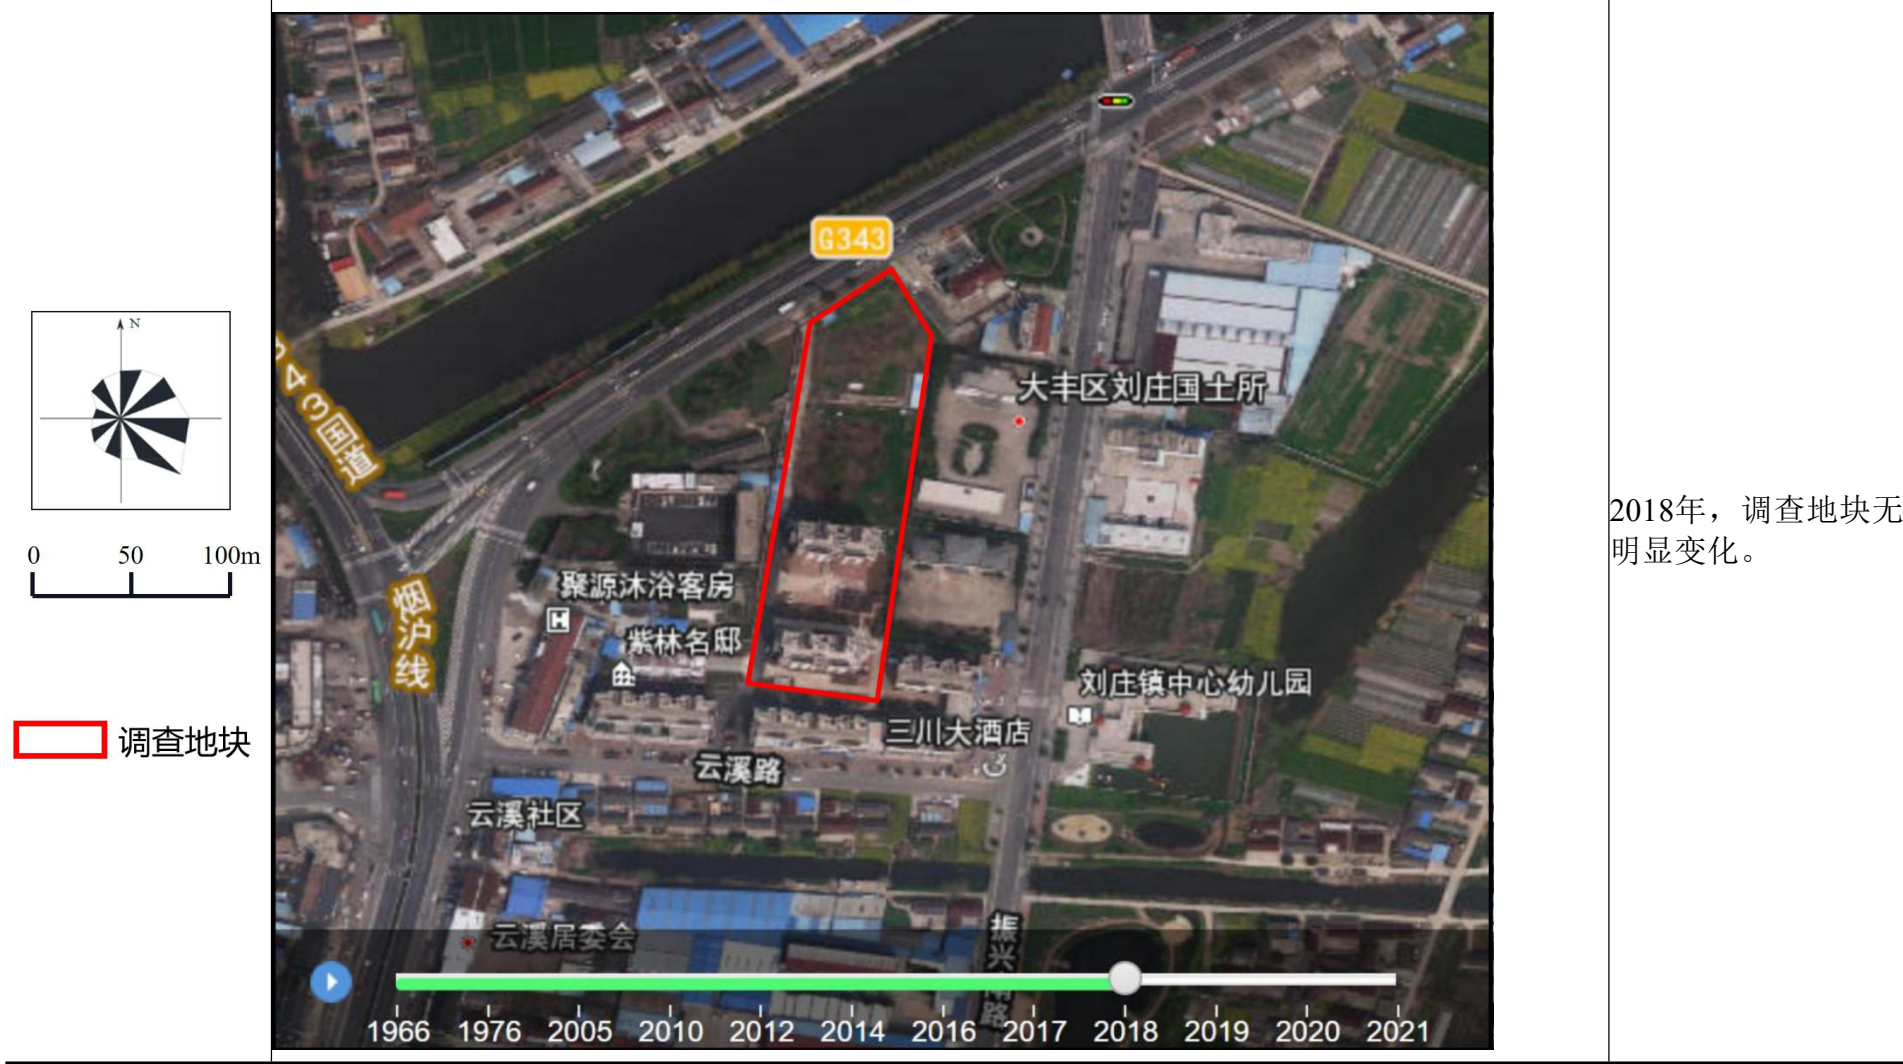 N
0 50 100m
调查地块
G343
343国道
烟沪线
大丰区刘庄国土所
聚源沐浴客房
H
紫林名邸
刘庄镇中心幼儿园
三川大酒店
云溪路
云溪社区
云溪居委会
振兴
路
1966 1976 2005 2010 2012 2014 2016 2017 2018 2019 2020 2021
2018年，调查地块无
明显变化。